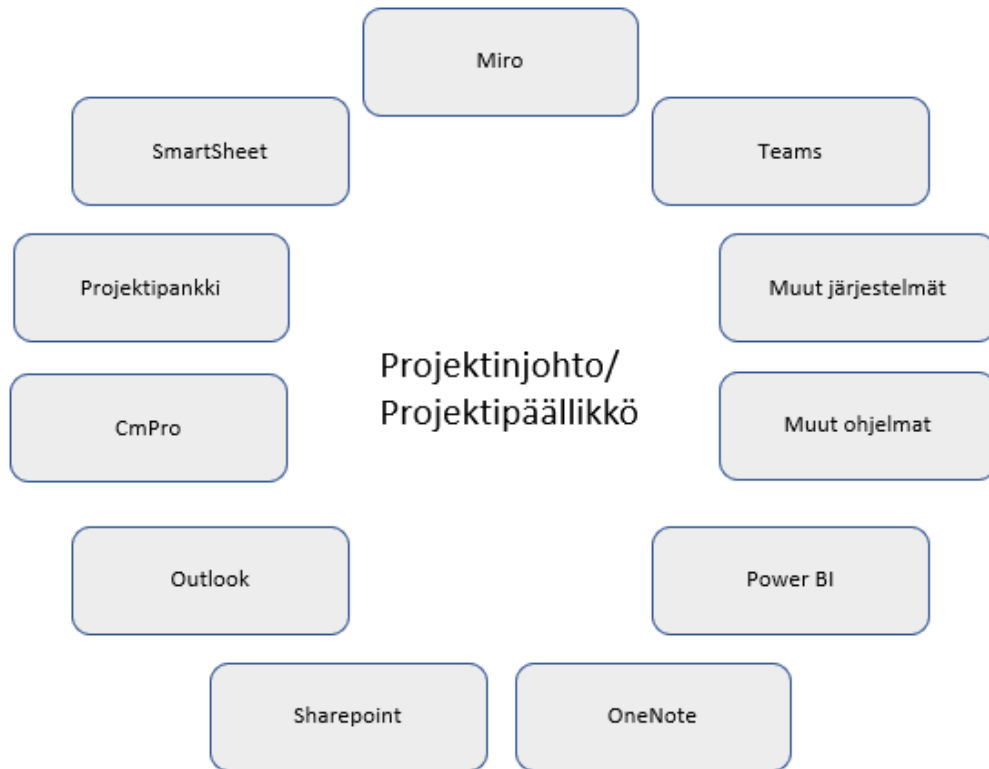 Miro
SmartSheet
Teams
Projektipankki
Muut järjestelmät
Projektinjohto/
Projektipäällikkö
CmPro
Muut ohjelmat
Outlook
Power BI
Sharepoint
OneNote